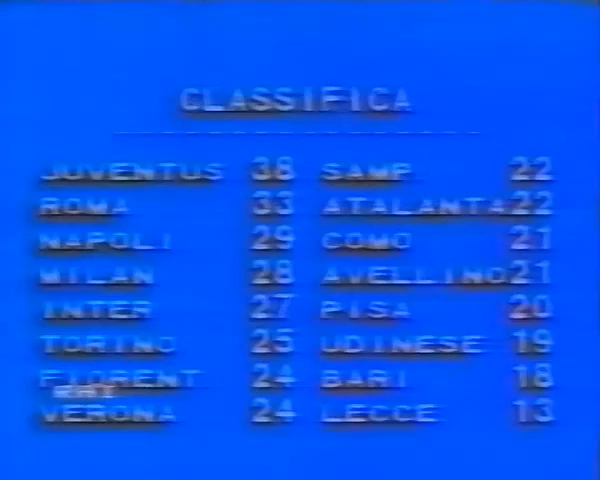 CLASSIFICA
JUVENTUS 38 SAMP. 22
ROMA 33 ATALANTA 22
NAPOLI 29 COMO 21
MILAN 28 AVELLINO 21
INTER 27 PISA 20
TORINO 25 UDINESE 19
FIORENT 24 BARI 18
VERONA 24 LECCE 13